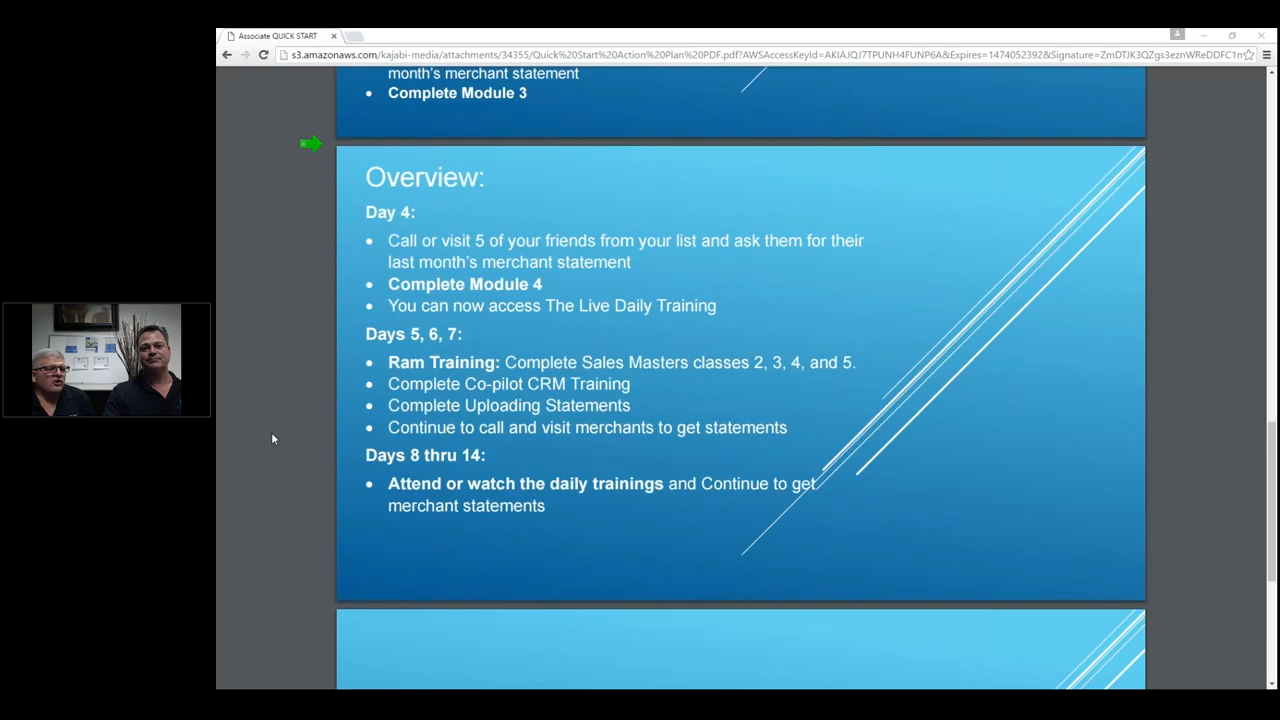 Associate QUICK START
s3.amazonaws.com/kajabi-media/attachments/34355/Quick%20Start%20Action%20Plan%20PDF.pdf?AWSAccessKeyId=AKIAJQJ7TPUNH4FUNP6A&Expires=1474052392&Signature=ZmDTJK3QZgs3eznWReDDFC1n
month's merchant statement
• Complete Module 3
Overview:
Day 4:
• Call or visit 5 of your friends from your list and ask them for their
last month's merchant statement
• Complete Module 4
• You can now access The Live Daily Training
Days 5, 6, 7:
• Ram Training: Complete Sales Masters classes 2, 3, 4, and 5.
• Complete Co-pilot CRM Training
• Complete Uploading Statements
• Continue to call and visit merchants to get statements
Days 8 thru 14:
• Attend or watch the daily trainings and Continue to get
merchant statements